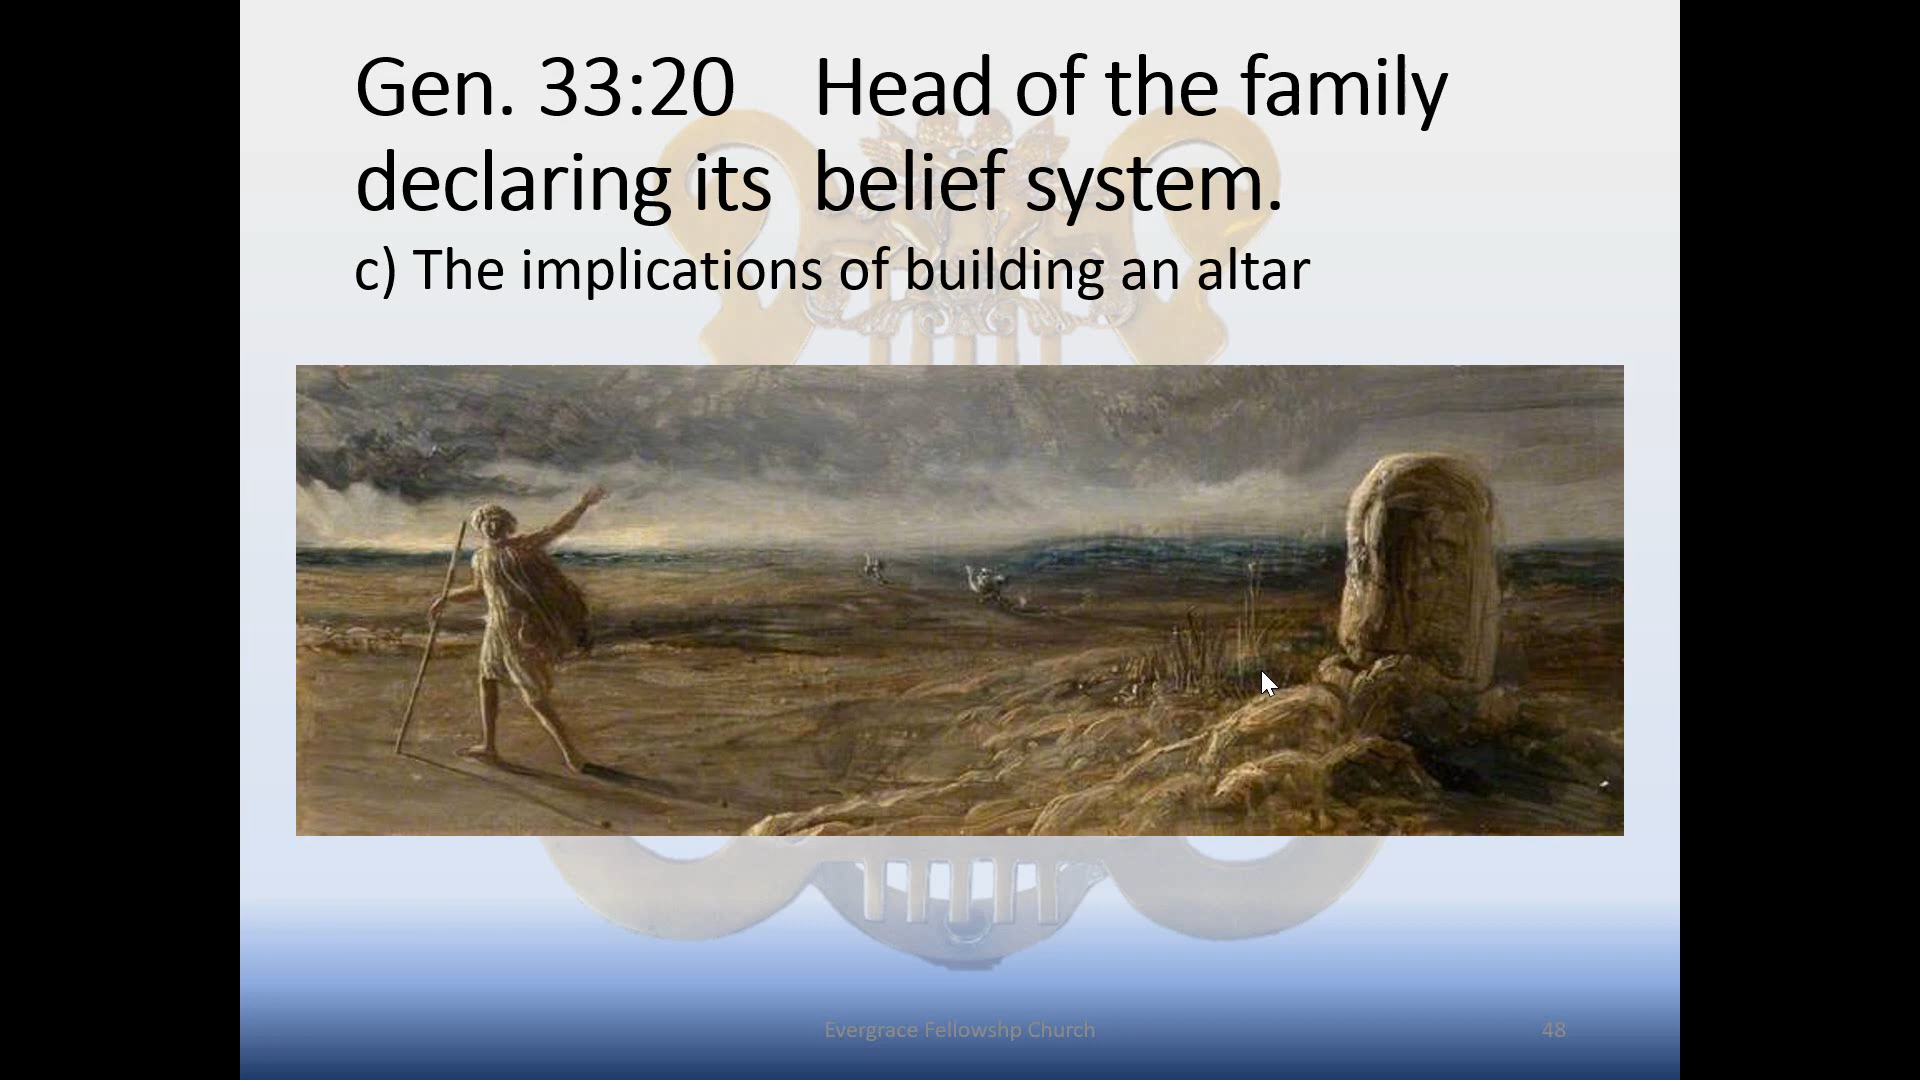 Gen. 33:20    Head of the family
declaring its  belief system.
c) The implications of building an altar
Evergrace Fellowshp Church
48